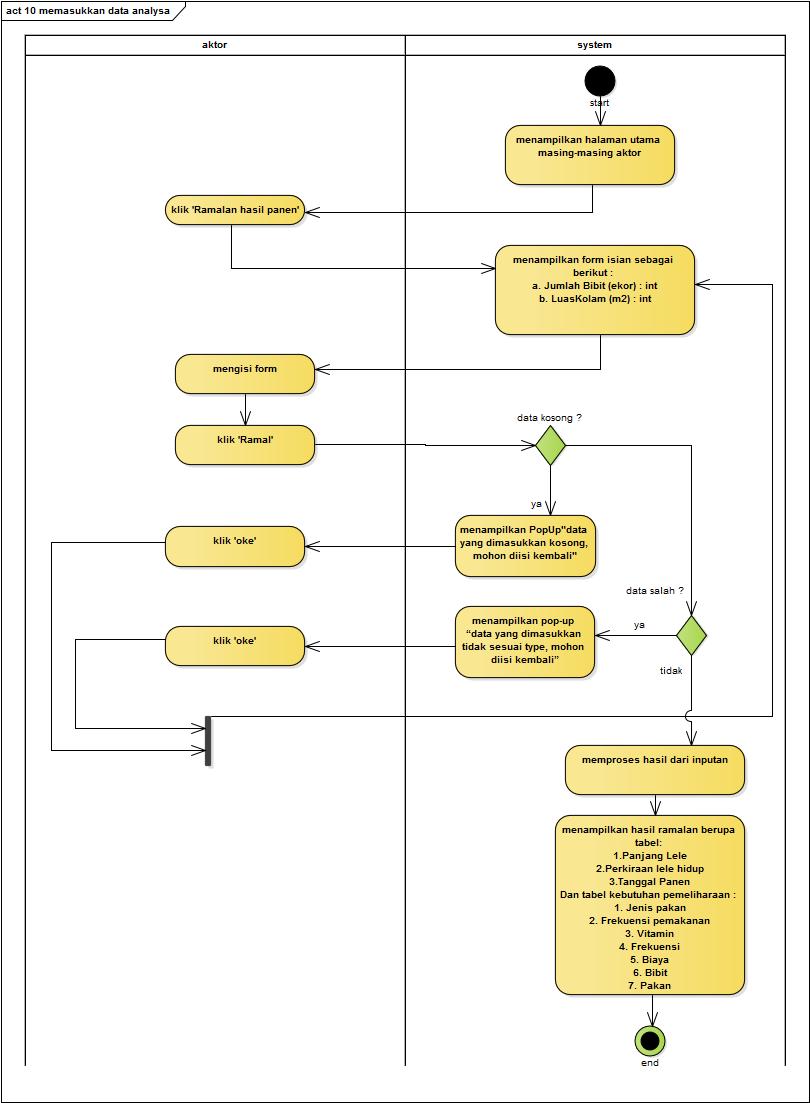 act 10 memasukkan data analysa
aktor
system
start
menampilkan halaman utama
masing-masing aktor
klik 'Ramalan hasil panen'
menampilkan form isian sebagai
berikut :
a. Jumlah Bibit (ekor) : int
b. LuasKolam (m2) : int
mengisi form
klik 'Ramal'
data kosong ?
ya
menampilkan PopUp"data
yang dimasukkan kosong,
mohon diisi kembali"
klik 'oke'
data salah ?
ya
menampilkan pop-up
“data yang dimasukkan
tidak sesuai type, mohon
diisi kembali”
klik 'oke'
tidak
memproses hasil dari inputan
menampilkan hasil ramalan berupa
tabel:
1.Panjang Lele
2.Perkiraan lele hidup
3.Tanggal Panen
Dan tabel kebutuhan pemeliharaan :
1. Jenis pakan
2. Frekuensi pemakanan
3. Vitamin
4. Frekuensi
5. Biaya
6. Bibit
7. Pakan
end